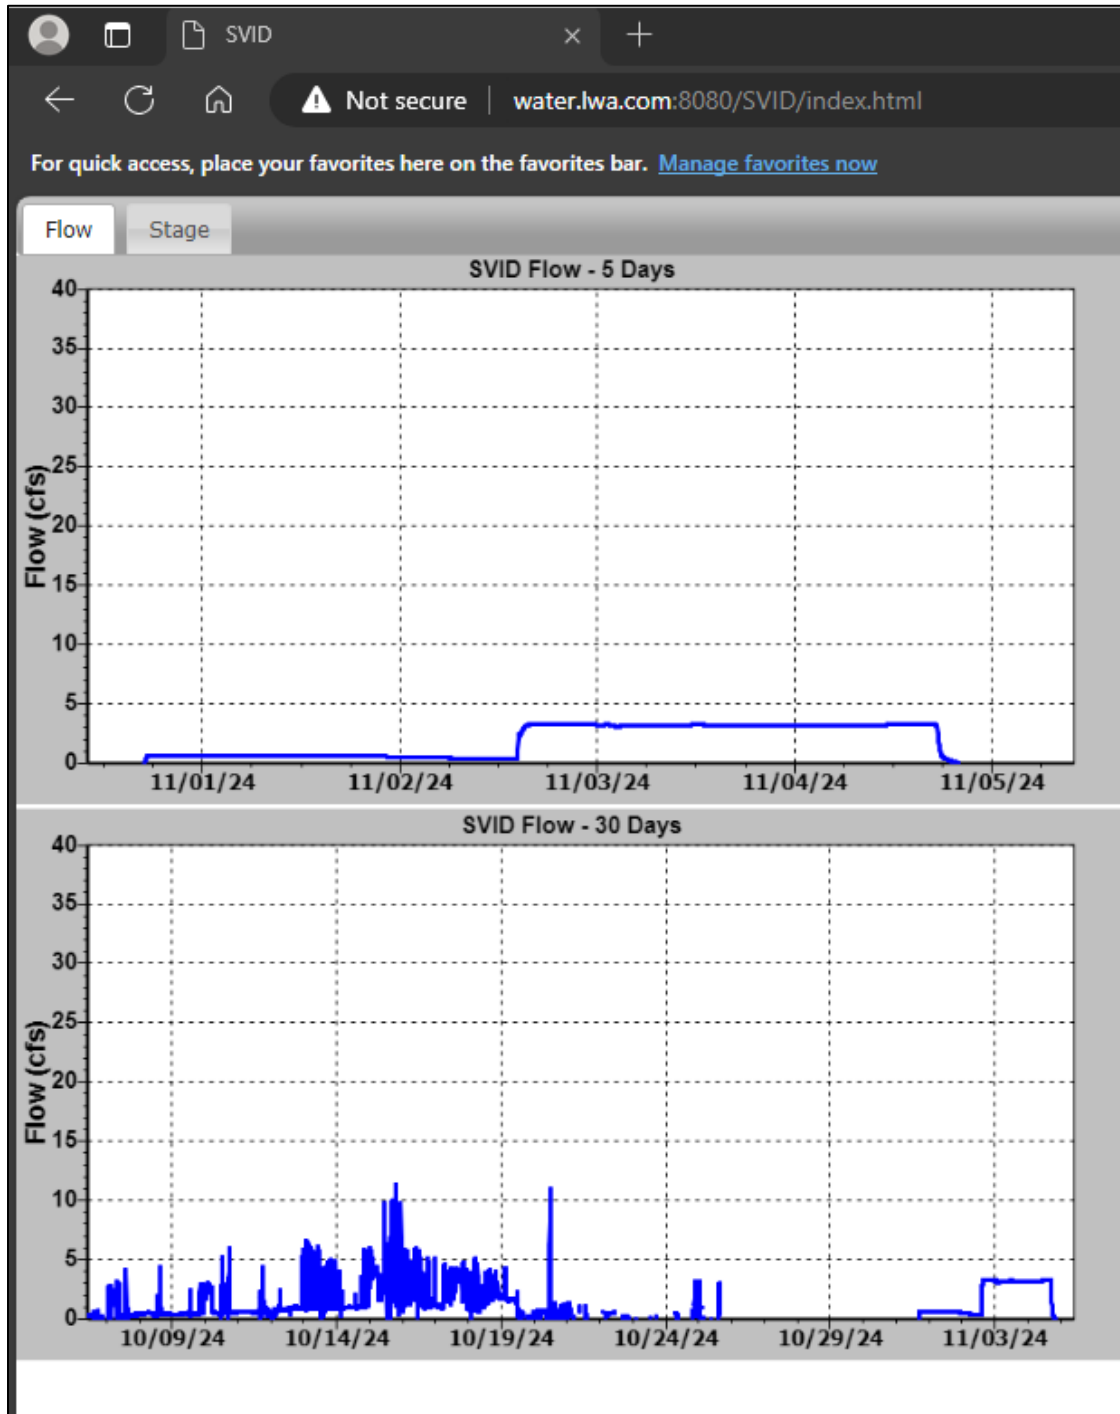 SVID
Not secure | water.lwa.com:8080/SVID/index.html
For quick access, place your favorites here on the favorites bar. Manage favorites now
Flow Stage
SVID Flow - 5 Days
Flow (cfs)
40
35
30
25
20
15
10
5
0
11/01/24 11/02/24 11/03/24 11/04/24 11/05/24
SVID Flow - 30 Days
Flow (cfs)
40
35
30
25
20
15
10
5
0
10/09/24 10/14/24 10/19/24 10/24/24 10/29/24 11/03/24